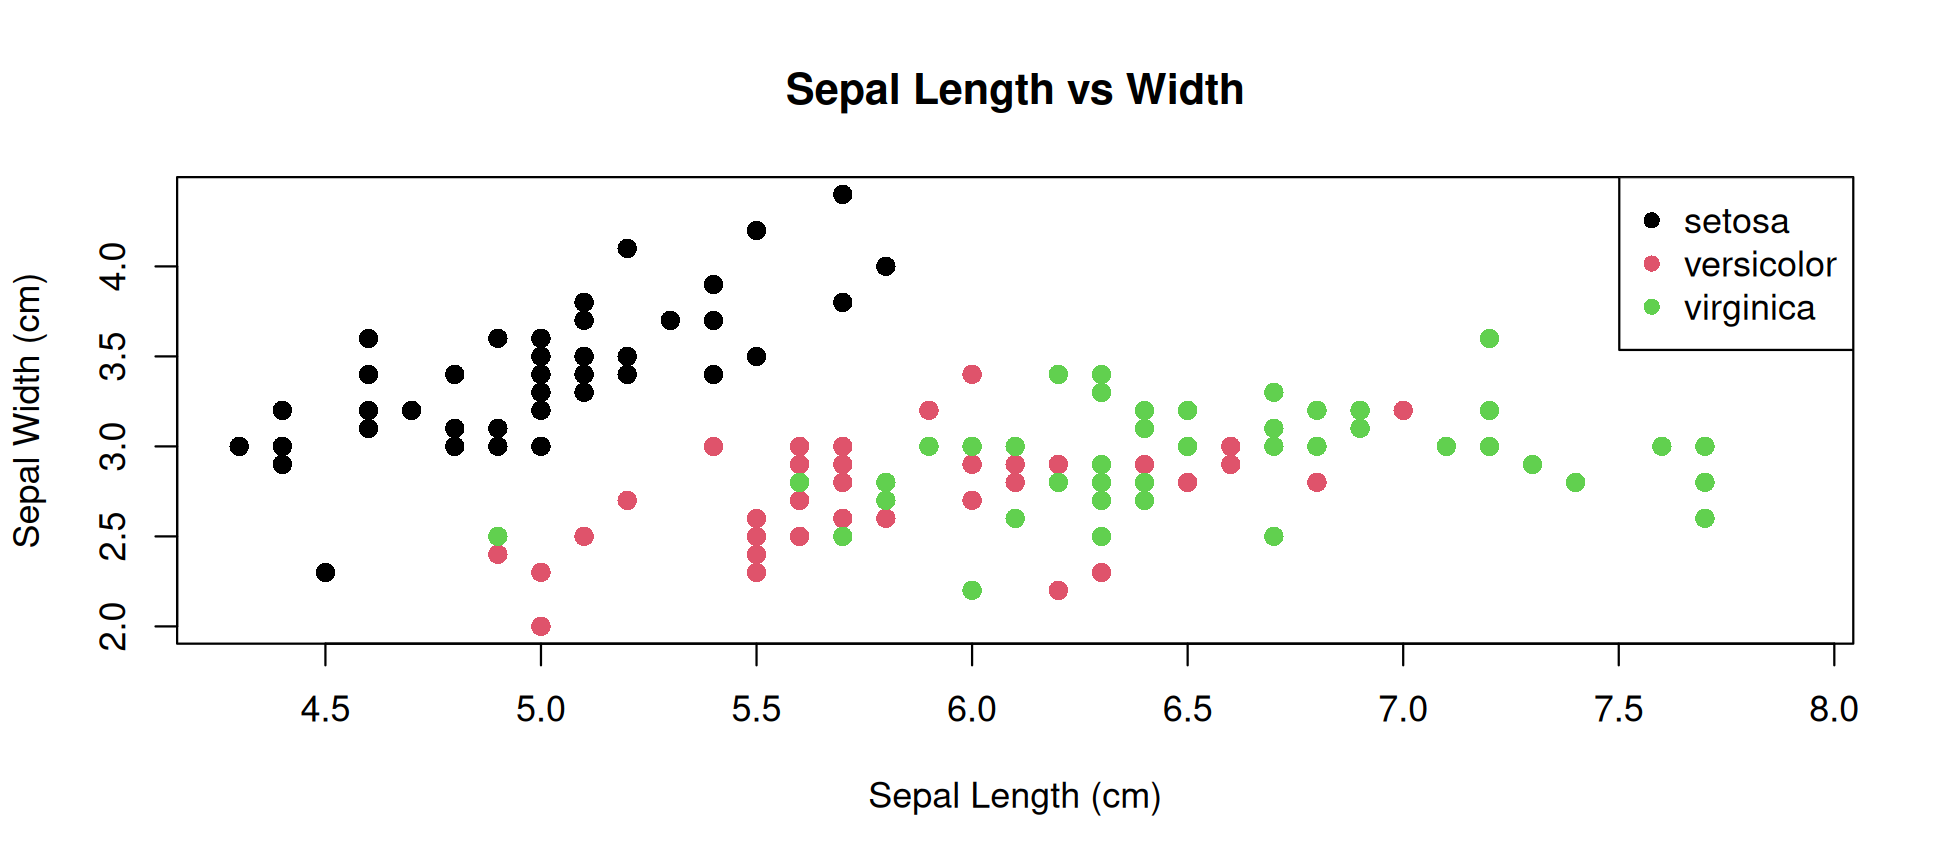 Sepal Length vs Width
setosa
versicolor
virginica
Sepal Width (cm)
4.0
3.5
3.0
2.5
2.0
4.5 5.0 5.5 6.0 6.5 7.0 7.5 8.0
Sepal Length (cm)